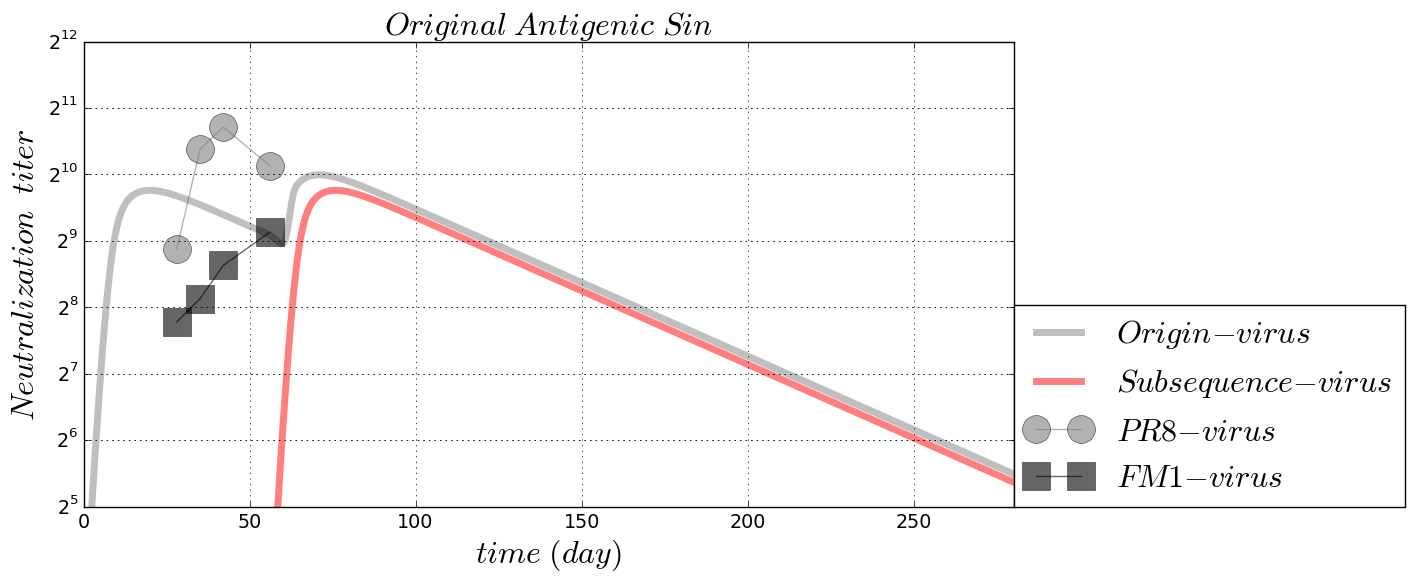 Original Antigenic Sin
Neutralization titer
2^12
2^11
2^10
2^9
2^8
2^7
2^6
2^5
0 50 100 150 200 250
time (day)
Origin−virus
Subsequence−virus
PR8−virus
FM1−virus